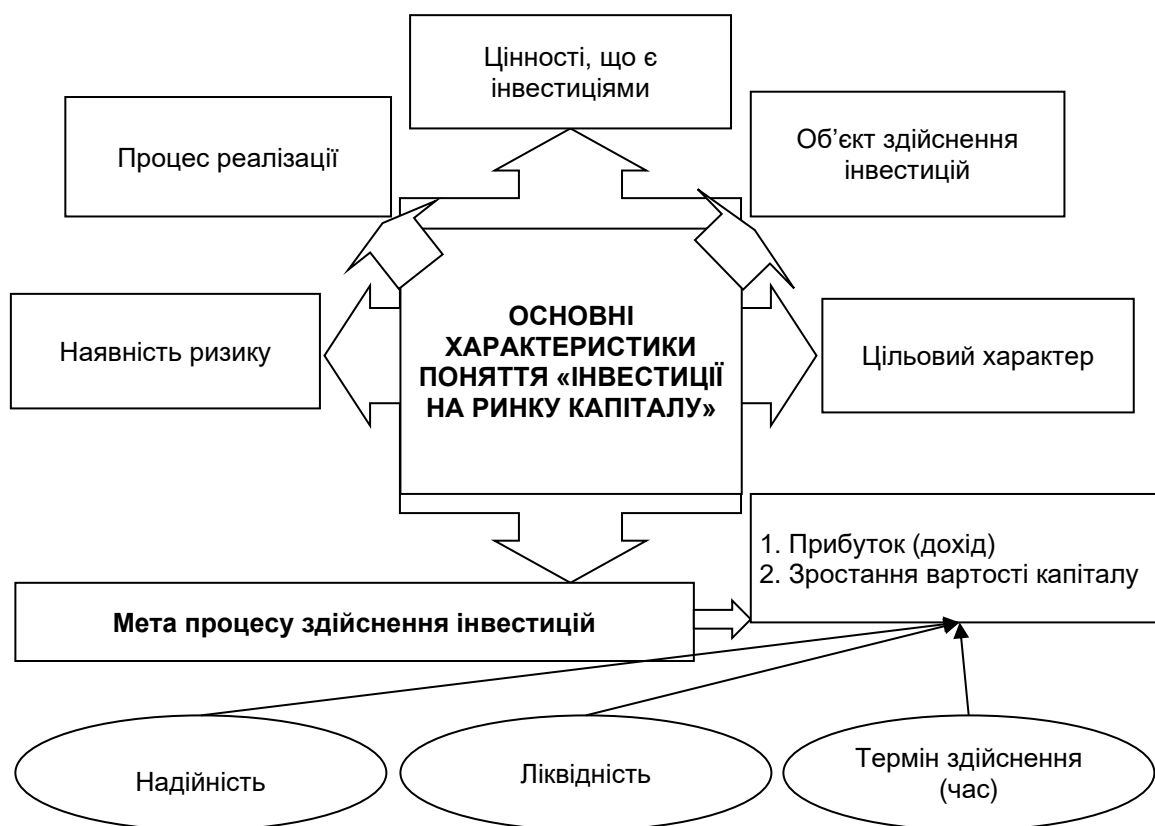 Цінності, що є
інвестиціями
Процес реалізації
Об’єкт здійснення
інвестицій
Наявність ризику
ОСНОВНІ
ХАРАКТЕРИСТИКИ
ПОНЯТТЯ «ІНВЕСТИЦІЇ
НА РИНКУ КАПІТАЛУ»
Цільовий характер
1. Прибуток (дохід)
2. Зростання вартості капіталу
Мета процесу здійснення інвестицій
Надійність
Ліквідність
Термін здійснення
(час)